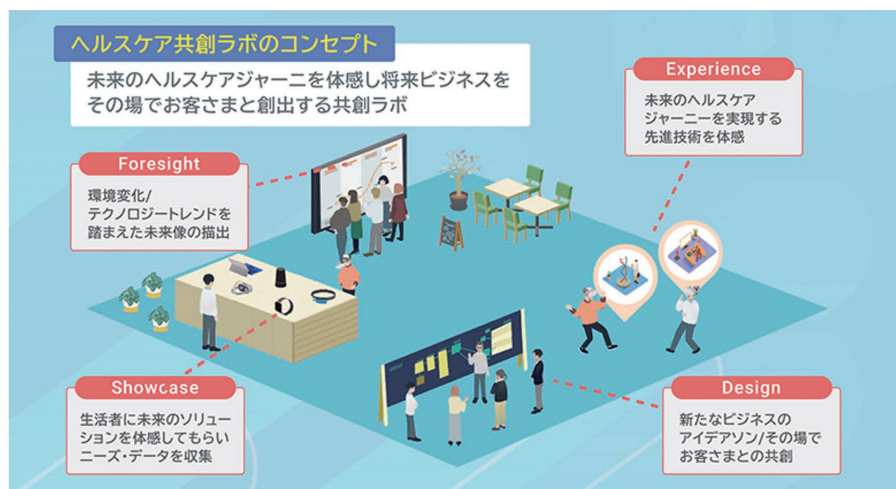 ヘルスケア共創ラボのコンセプト
未来のヘルスケアジャーニを体感し将来ビジネスを
その場でお客さまと創出する共創ラボ
Experience
未来のヘルスケア
ジャーニーを実現する
先進技術を体感
Foresight
環境変化/
テクノロジートレンドを
踏まえた未来像の描出
Showcase
生活者に未来のソリュー
ションを体感してもらい
ニーズ・データを収集
Design
新たなビジネスの
アイデアソン/その場で
お客さまとの共創